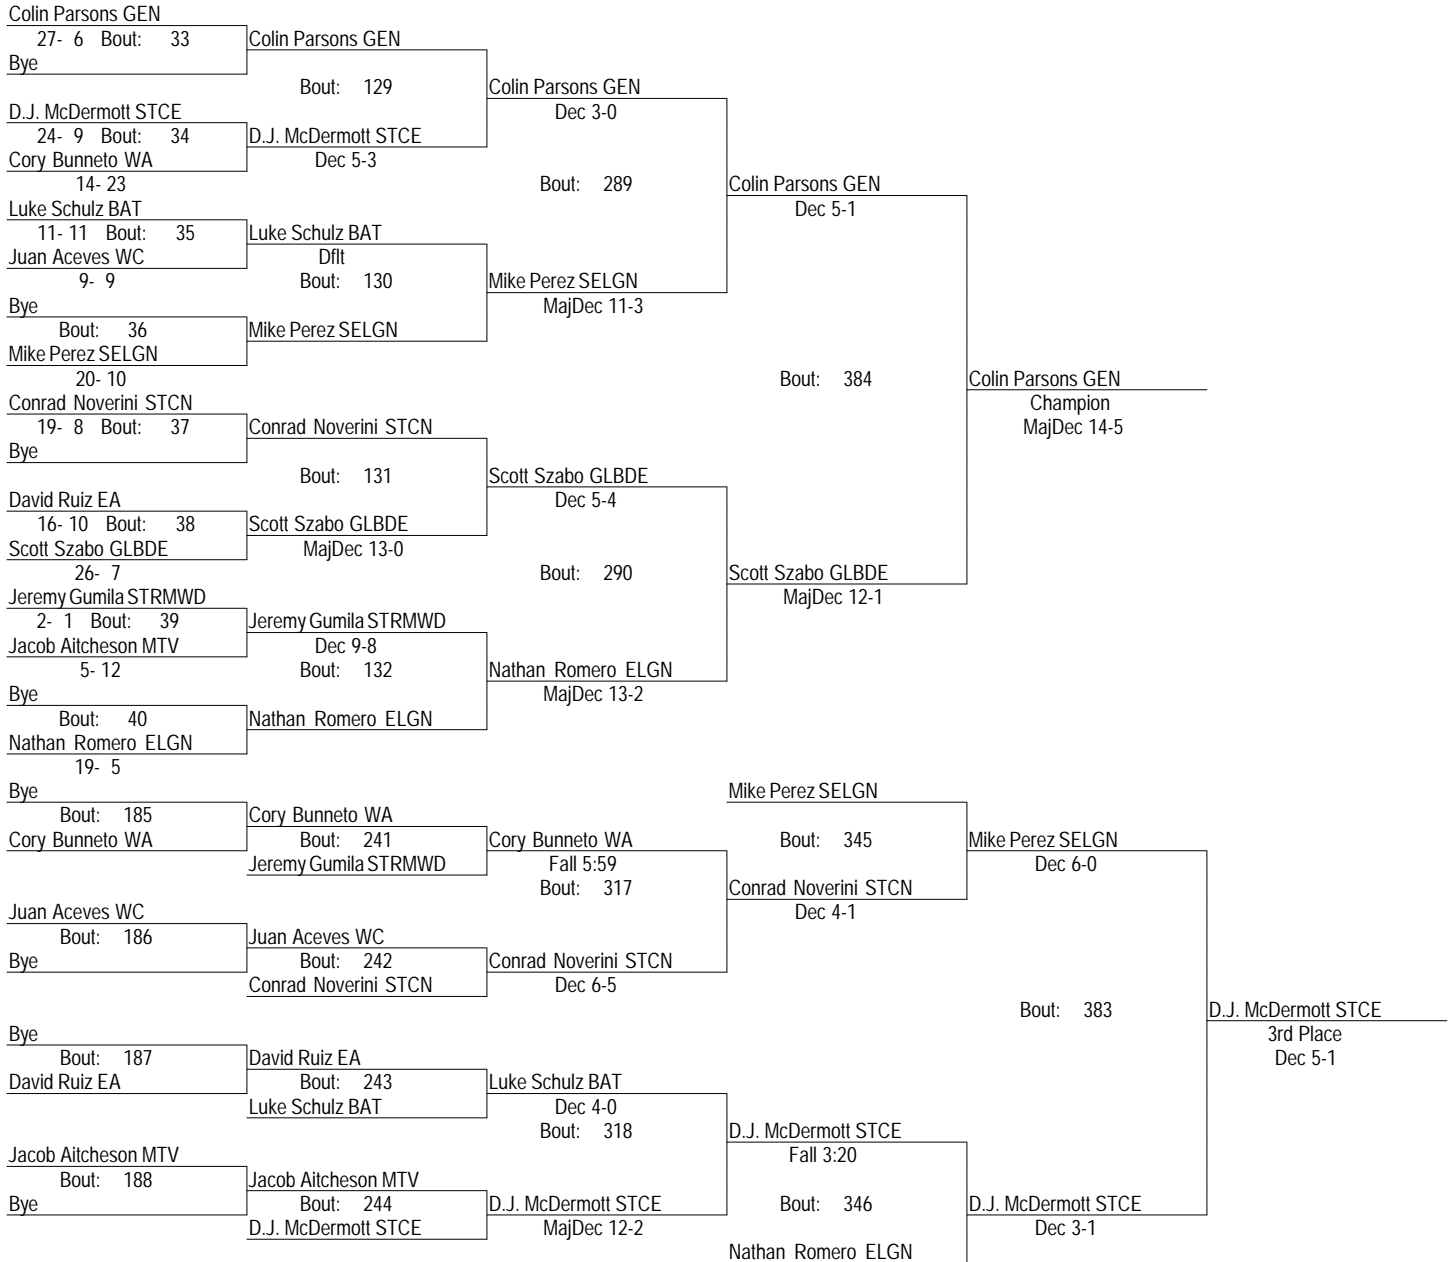 Colin Parsons GEN
27- 6 Bout: 33 Colin Parsons GEN
Bye
Bout: 129 Colin Parsons GEN
D.J. McDermott STCE Dec 3-0
24- 9 Bout: 34 D.J. McDermott STCE
Cory Bunneto WA Dec 5-3
14- 23 Bout: 289 Colin Parsons GEN
Luke Schulz BAT Dec 5-1
11- 11 Bout: 35 Luke Schulz BAT
Juan Aceves WC Dflt
9- 9 Bout: 130 Mike Perez SELGN
Bye MajDec 11-3
Bout: 36 Mike Perez SELGN
Mike Perez SELGN
20- 10 Bout: 384 Colin Parsons GEN
Conrad Noverini STCN Champion
19- 8 Bout: 37 Conrad Noverini STCN MajDec 14-5
Bye
Bout: 131 Scott Szabo GLBDE
David Ruiz EA Dec 5-4
16- 10 Bout: 38 Scott Szabo GLBDE
Scott Szabo GLBDE MajDec 13-0
26- 7 Bout: 290 Scott Szabo GLBDE
Jeremy Gumila STRMWD MajDec 12-1
2- 1 Bout: 39 Jeremy Gumila STRMWD
Jacob Aitcheson MTV Dec 9-8
5- 12 Bout: 132 Nathan Romero ELGN
Bye MajDec 13-2
Bout: 40 Nathan Romero ELGN
Nathan Romero ELGN
19- 5
Bye Mike Perez SELGN
Bout: 185 Cory Bunneto WA
Cory Bunneto WA Bout: 241 Cory Bunneto WA Bout: 345 Mike Perez SELGN
Jeremy Gumila STRMWD Fall 5:59 Dec 6-0
Bout: 317 Conrad Noverini STCN
Juan Aceves WC Dec 4-1
Bout: 186 Juan Aceves WC
Bye Bout: 242 Conrad Noverini STCN
Conrad Noverini STCN Dec 6-5
Bout: 383 D.J. McDermott STCE
Bye 3rd Place
Bout: 187 David Ruiz EA Dec 5-1
David Ruiz EA Bout: 243 Luke Schulz BAT
Luke Schulz BAT Dec 4-0
Bout: 318 D.J. McDermott STCE
Jacob Aitcheson MTV Fall 3:20
Bout: 188 Jacob Aitcheson MTV
Bye Bout: 244 D.J. McDermott STCE Bout: 346 D.J. McDermott STCE
D.J. McDermott STCE MajDec 12-2 Dec 3-1
Nathan Romero ELGN